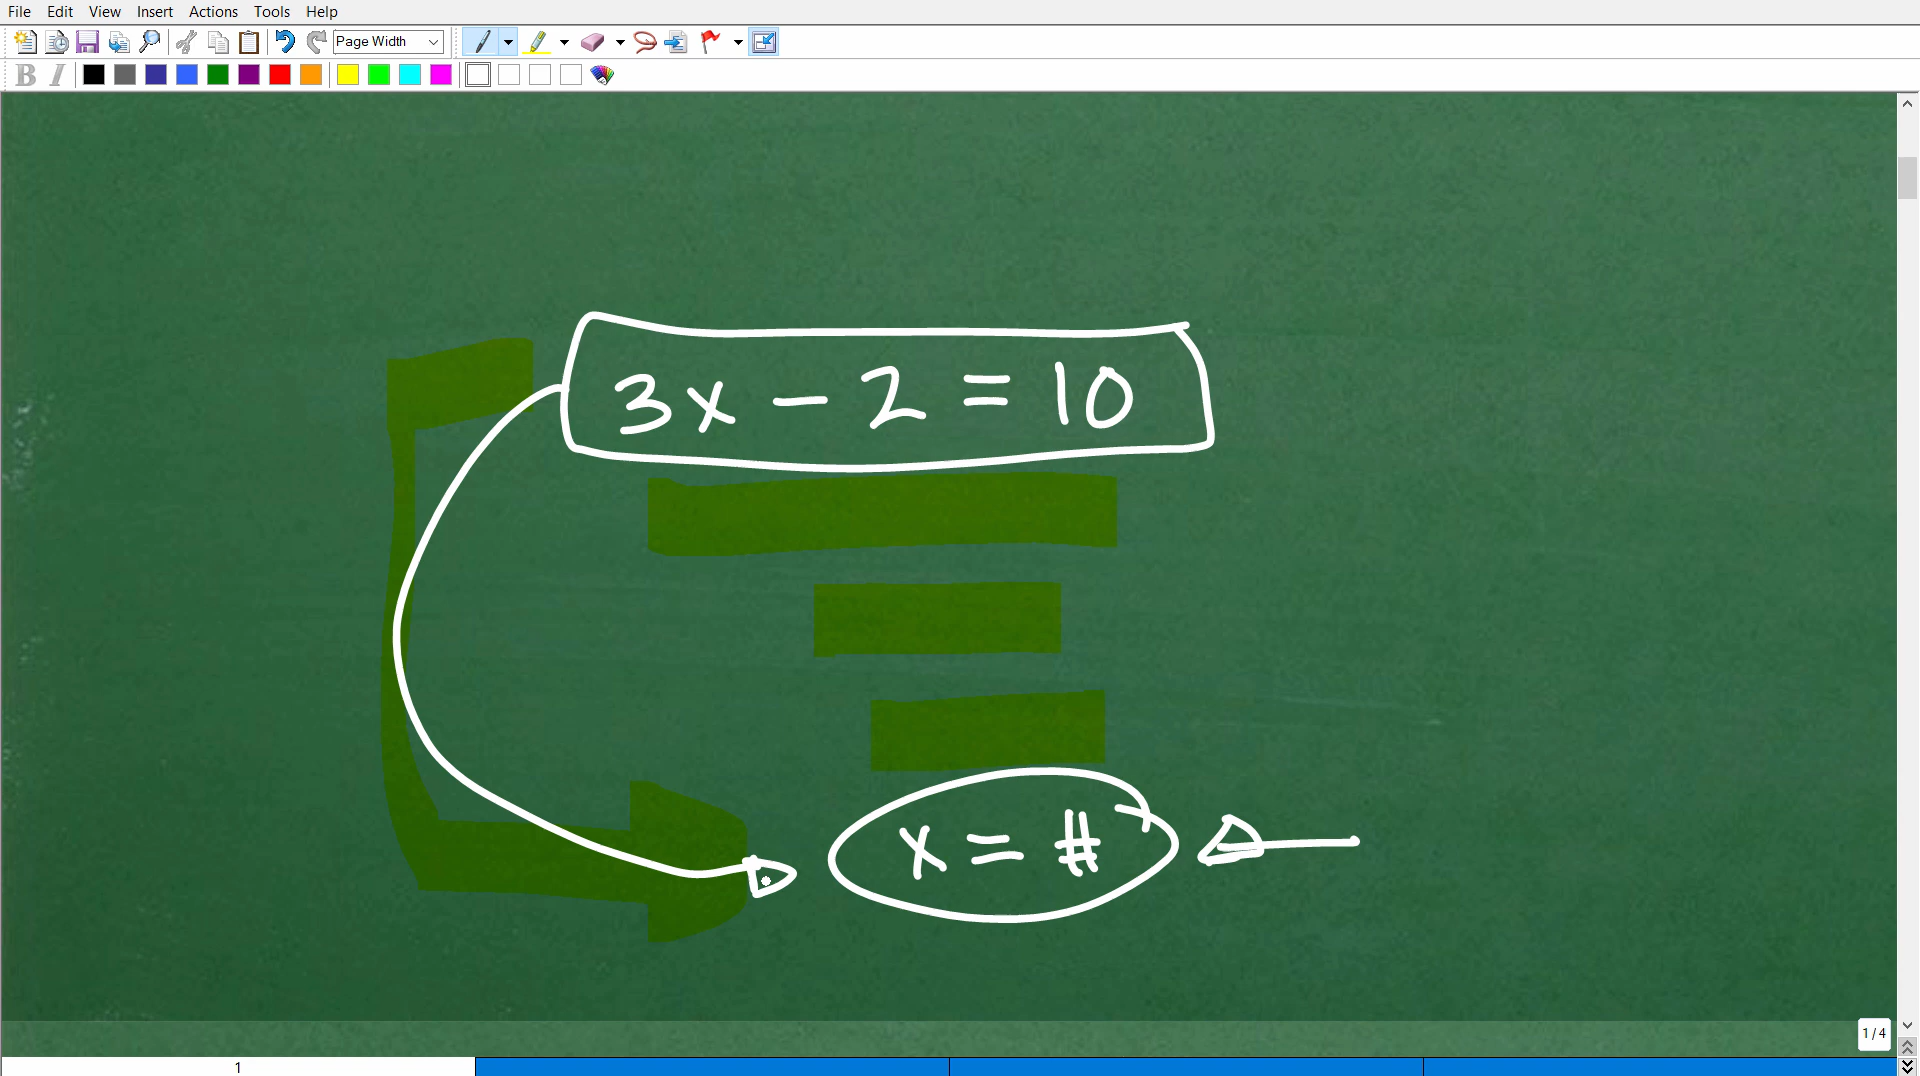 File Edit View Insert Actions Tools Help
Page Width
B I
3x - 2 = 10
x = #
1 / 4
1